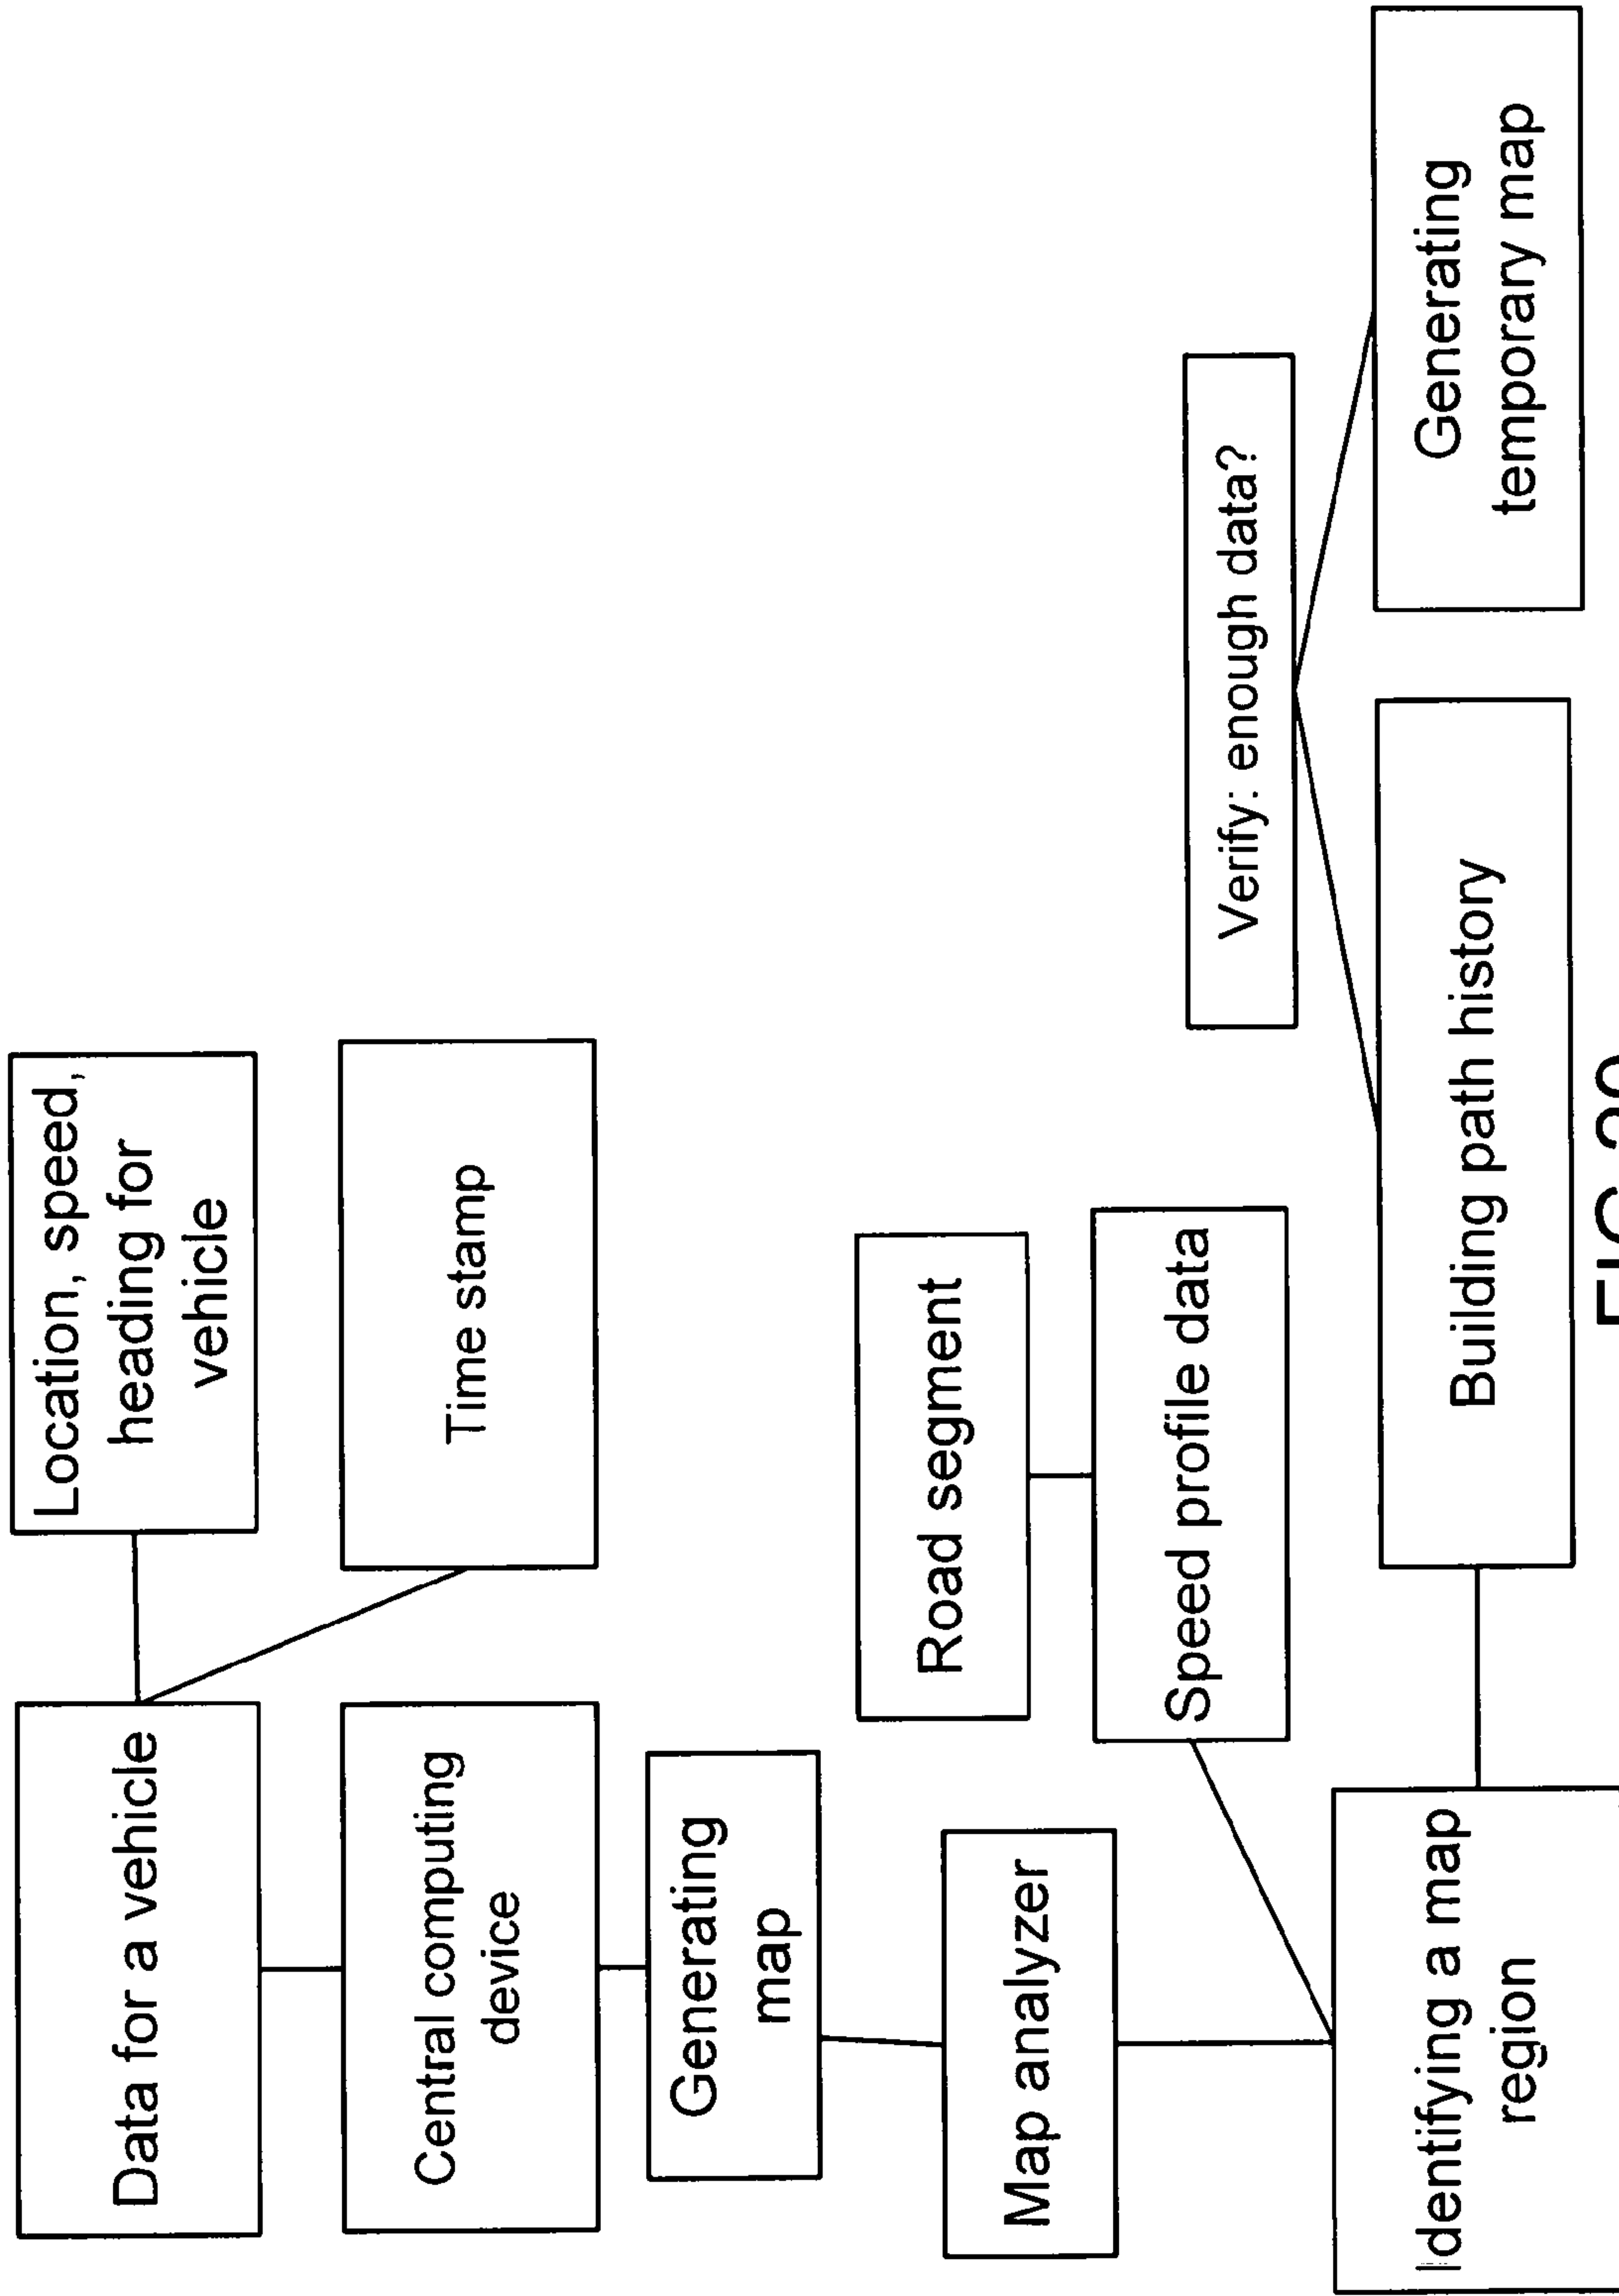 Data for a vehicle
Location, speed,
heading for
vehicle
Central computing
device
Time stamp
Generating
map
Map analyzer
Road segment
Speed profile data
Identifying a map
region
Building path history
Verify: enough data?
Generating
temporary map